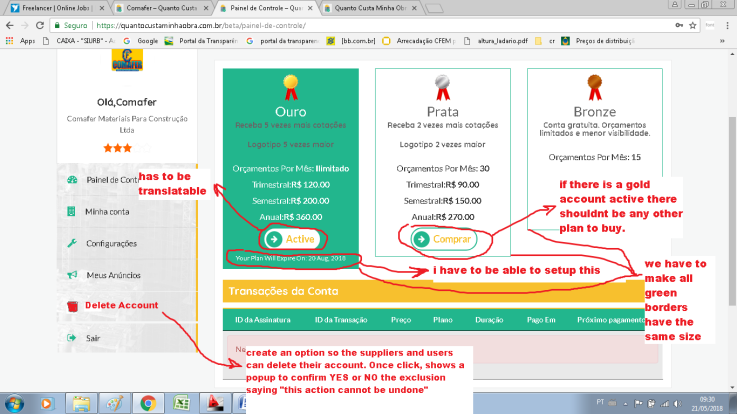 Freelancer | Online Jobs |
Comafer – Quanto Cust
Painel de Controle – Qua
Quanto Custa Minha Obr
Seguro
https://quantocustaminhaobra.com.br/beta/painel-de-controle/
Apps
CAIXA - "SIURB" - A
Google
Portal da Transparên
portal da transparen
[bb.com.br]
Arrecadação CFEM p
altura_ladario.pdf
cr
Preços de distribuiçã
COMAFER
Olá,Comafer
Comafer Materiais Para Construção
Ltda
Painel de Cont
Minha conta
Configurações
Meus Anúncios
Delete Account
Sair
has to be
translatable
Ouro
Receba 5 vezes mais cotações
Logotipo 3 vezes maior
Orçamentos Por Mês: Ilimitado
Trimestral:R$ 120.00
Semestral:R$ 200.00
Anual:R$ 360.00
Active
Your Plan Will Expire On: 20 Aug, 2018
Prata
Receba 2 vezes mais cotações
Logotipo 2 vezes maior
Orçamentos Por Mês: 30
Trimestral:R$ 90.00
Semestral:R$ 150.00
Anual:R$ 270.00
Comprar
Bronze
Conta gratuita. Orçamentos
limitados e menor visibilidade.
Orçamentos Por Mês: 15
if there is a gold
account active there
shouldnt be any other
plan to buy.
i have to be able to setup this
we have to
make all
green
borders
have the
same size
Transações da Conta
ID da Assinatura
ID da Transação
Preço
Plano
Duração
Pago Em
Próximo pagamento
create an option so the suppliers and users
can delete their account. Once click, shows a
popup to confirm YES or NO the exclusion
saying "this action cannot be undone"
PT
09:30
21/05/2018